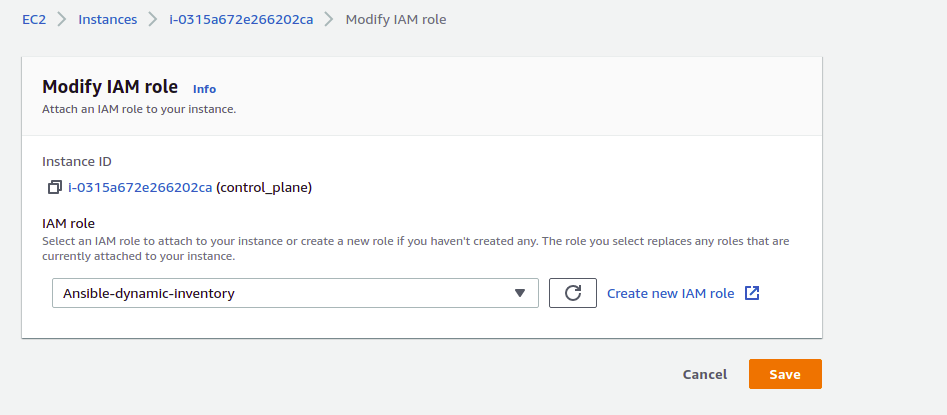 EC2 Instances i-0315a672e266202ca Modify IAM role
Modify IAM role Info
Attach an IAM role to your instance.
Instance ID
i-0315a672e266202ca (control_plane)
IAM role
Select an IAM role to attach to your instance or create a new role if you haven't created any. The role you select replaces any roles that are
currently attached to your instance.
Ansible-dynamic-inventory Create new IAM role
Cancel Save